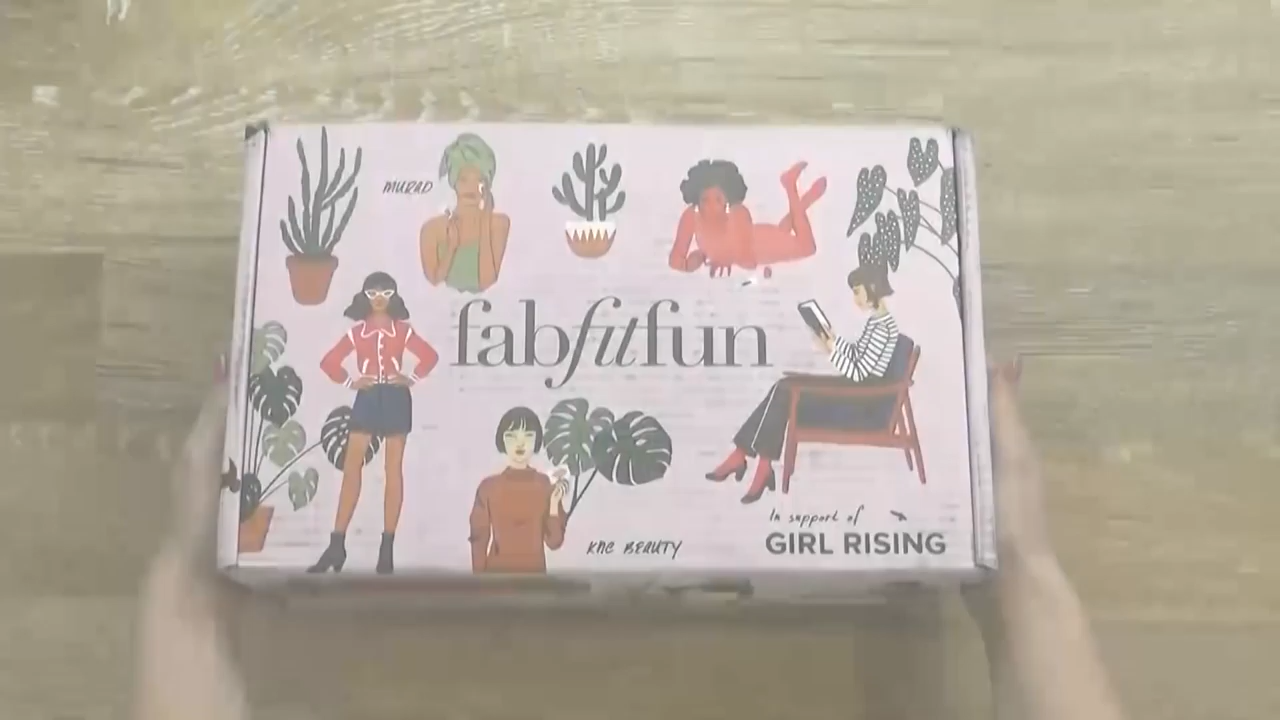 MURAD
fabfitfun
KNC BEAUTY
In support of
GIRL RISING